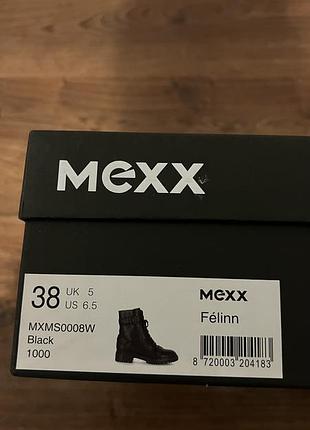 Mexx
38 UK 5
US 6.5
MXMS0008W
Black
1000
Mexx
Félinn
8 720003 204183